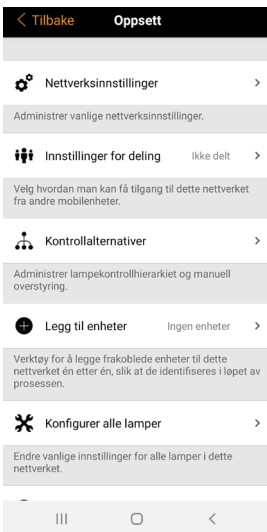 Tilbake Oppsett
Nettverksinnstillinger
Administrer vanlige nettverksinnstillinger.
Innstillinger for deling Ikke delt
Velg hvordan man kan få tilgang til dette nettverket
fra andre mobilenheter.
Kontrollalternativer
Administrer lampekontrollhierarkiet og manuell
overstyring.
Legg til enheter Ingen enheter
Verktøy for å legge frakoblede enheter til dette
nettverket én etter én, slik at de identifiseres i løpet av
prosessen.
Konfigurer alle lamper
Endre vanlige innstillinger for alle lamper i dette
nettverket.